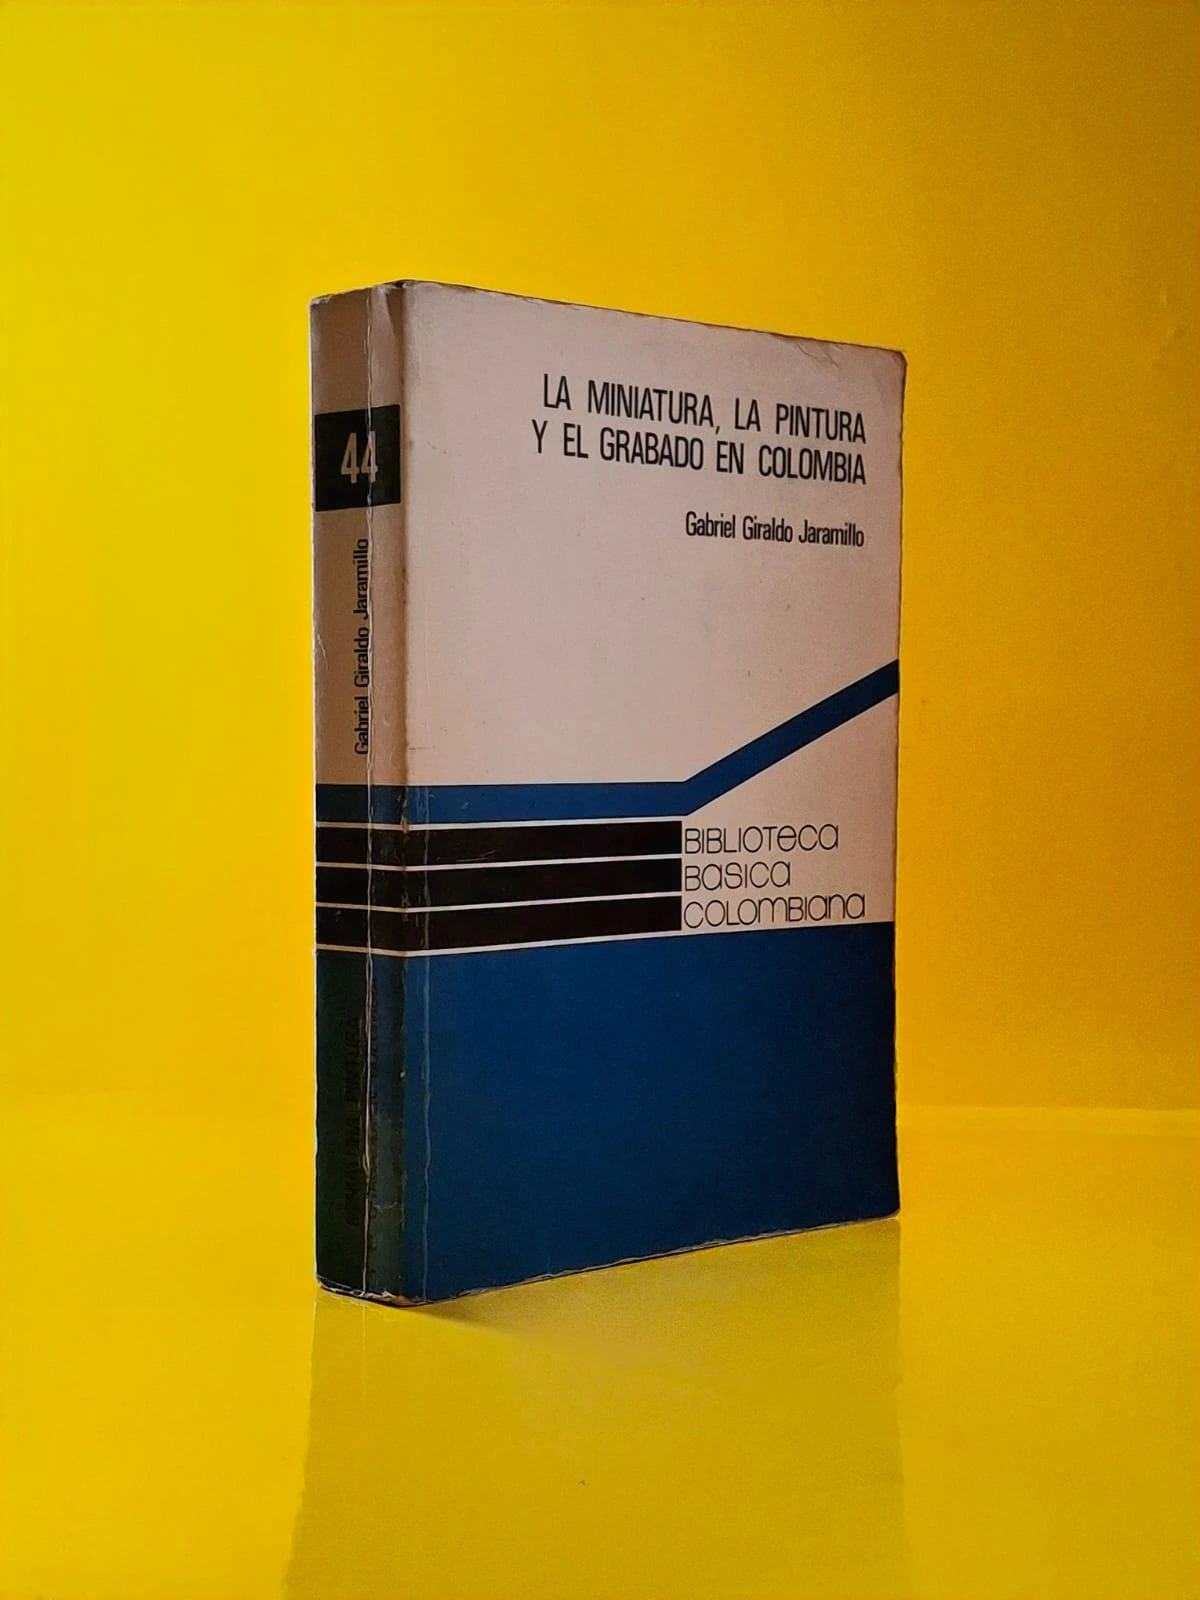 44
Gabriel Giraldo Jaramillo
LA MINIATURA, LA PINTURA
Y EL GRABADO EN COLOMBIA
Gabriel Giraldo Jaramillo
BIBLIOTeca
Basica
COLOMBIana